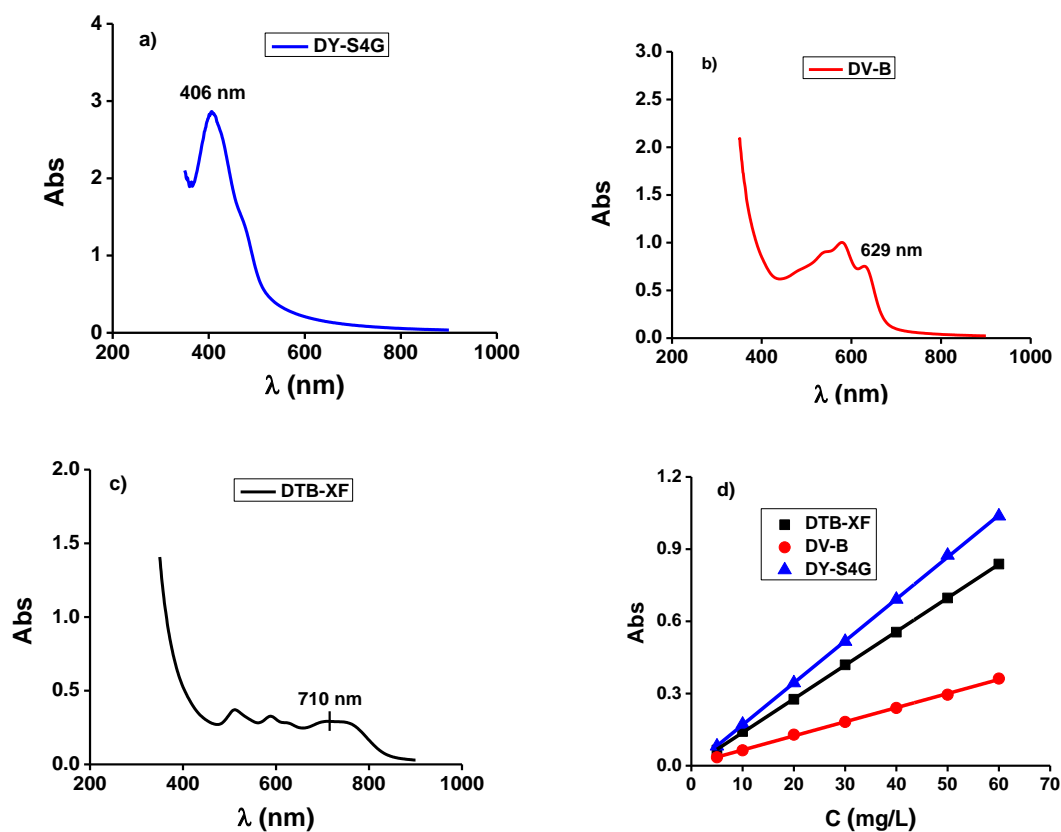 a)
DY-S4G
406 nm
Abs
4
3
2
1
0
200 400 600 800 1000
λ (nm)
b)
DV-B
629 nm
Abs
3.0
2.5
2.0
1.5
1.0
0.5
0.0
200 400 600 800 1000
λ (nm)
c)
DTB-XF
710 nm
Abs
2.0
1.5
1.0
0.5
0.0
200 400 600 800 1000
λ (nm)
d)
DTB-XF
DV-B
DY-S4G
Abs
1.2
0.9
0.6
0.3
0.0
0 10 20 30 40 50 60 70
C (mg/L)